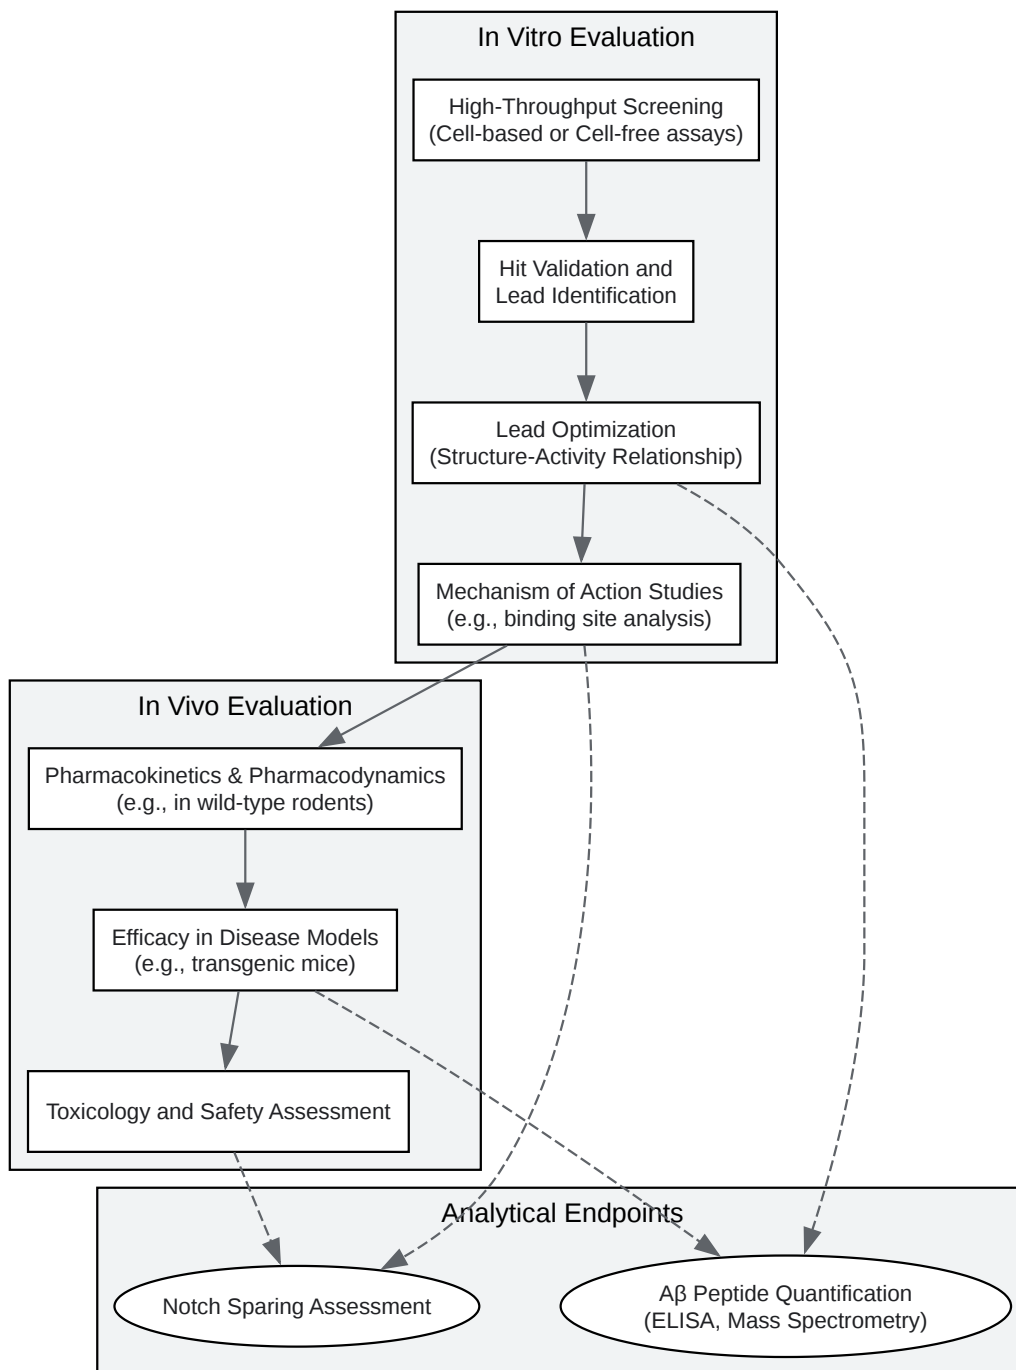 In Vitro Evaluation
High-Throughput Screening
(Cell-based or Cell-free assays)
Hit Validation and
Lead Identification
Lead Optimization
(Structure-Activity Relationship)
Mechanism of Action Studies
(e.g., binding site analysis)
In Vivo Evaluation
Pharmacokinetics & Pharmacodynamics
(e.g., in wild-type rodents)
Efficacy in Disease Models
(e.g., transgenic mice)
Toxicology and Safety Assessment
Analytical Endpoints
Notch Sparing Assessment
Aβ Peptide Quantification
(ELISA, Mass Spectrometry)